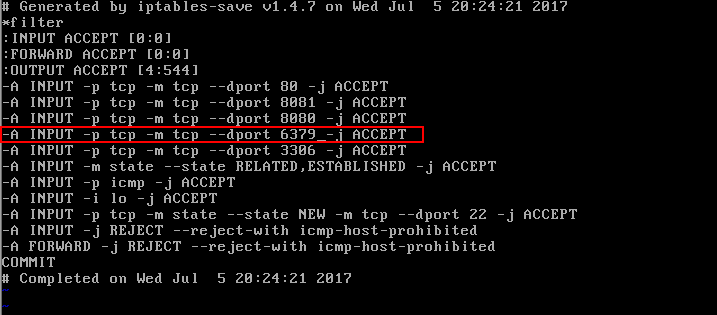 # Generated by iptables-save v1.4.7 on Wed Jul  5 20:24:21 2017
*filter
:INPUT ACCEPT [0:0]
:FORWARD ACCEPT [0:0]
:OUTPUT ACCEPT [4:544]
-A INPUT -p tcp -m tcp --dport 80 -j ACCEPT
-A INPUT -p tcp -m tcp --dport 8081 -j ACCEPT
-A INPUT -p tcp -m tcp --dport 8080 -j ACCEPT
-A INPUT -p tcp -m tcp --dport 6379_-j ACCEPT
-A INPUT -p tcp -m tcp --dport 3306 -j ACCEPT
-A INPUT -m state --state RELATED,ESTABLISHED -j ACCEPT
-A INPUT -p icmp -j ACCEPT
-A INPUT -i lo -j ACCEPT
-A INPUT -p tcp -m state --state NEW -m tcp --dport 22 -j ACCEPT
-A INPUT -j REJECT --reject-with icmp-host-prohibited
-A FORWARD -j REJECT --reject-with icmp-host-prohibited
COMMIT
# Completed on Wed Jul  5 20:24:21 2017
~
~